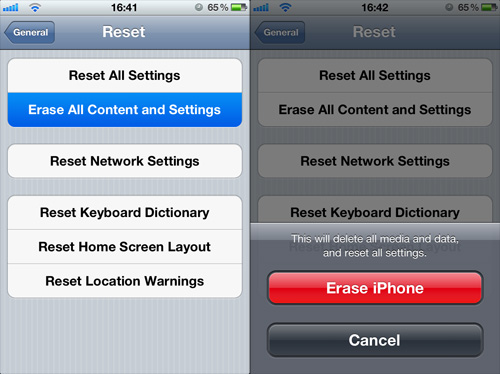 16:41
65%
General
Reset
Reset All Settings
Erase All Content and Settings
Reset Network Settings
Reset Keyboard Dictionary
Reset Home Screen Layout
Reset Location Warnings
16:42
65%
General
Reset
Reset All Settings
Erase All Content and Settings
Reset Network Settings
Reset Keyboard Dictionary
This will delete all media and data,
and reset all settings.
Erase iPhone
Cancel